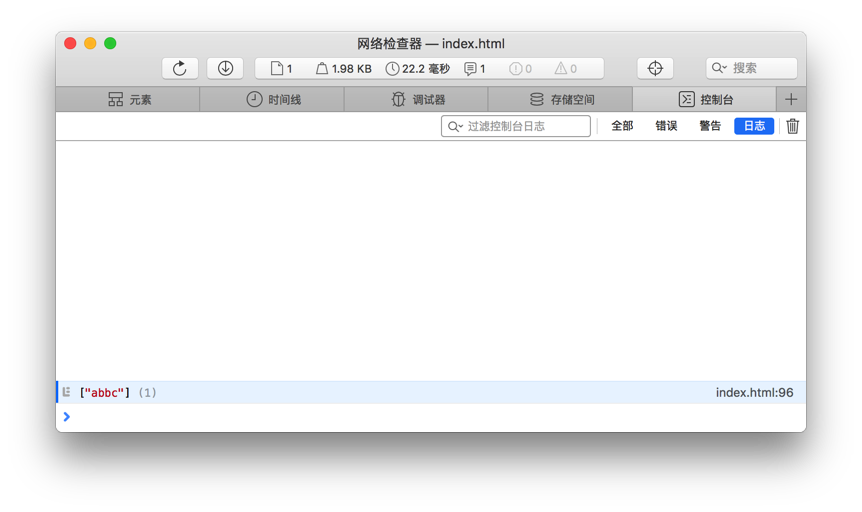 网络检查器 — index.html
1 1.98 KB 22.2 毫秒 1 0 0 搜索
元素 时间线 调试器 存储空间 控制台
过滤控制台日志 全部 错误 警告 日志
["abbc"] (1) index.html:96